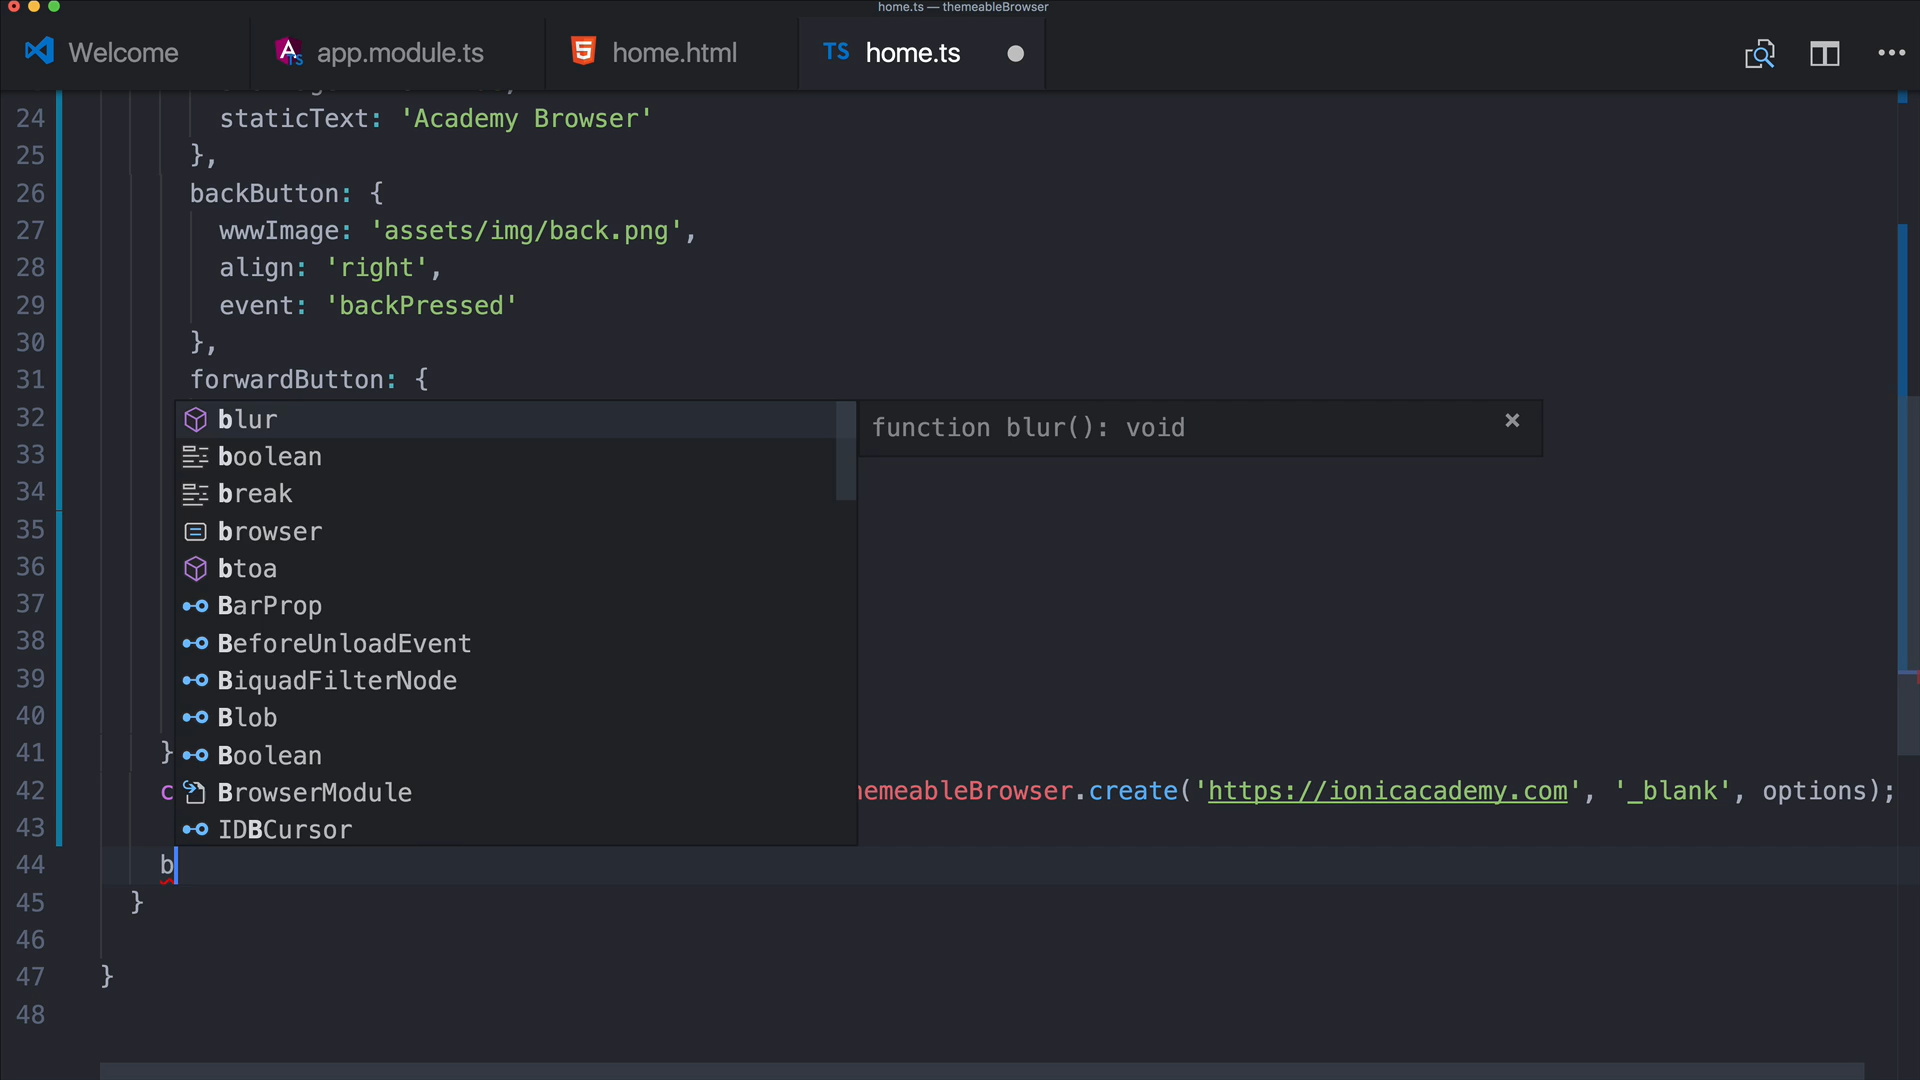 home.ts — themeableBrowser
Welcome
app.module.ts
home.html
TS home.ts
24 staticText: 'Academy Browser'
25 },
26 backButton: {
27 wwwImage: 'assets/img/back.png',
28 align: 'right',
29 event: 'backPressed'
30 },
31 forwardButton: {
32 blur function blur(): void
33 boolean
34 break
35 browser
36 btoa
37 BarProp
38 BeforeUnloadEvent
39 BiquadFilterNode
40 Blob
41 } Boolean
42 c BrowserModule hemeableBrowser.create('https://ionicacademy.com', '_blank', options);
43 IDBCursor
44 b
45 }
46
47 }
48